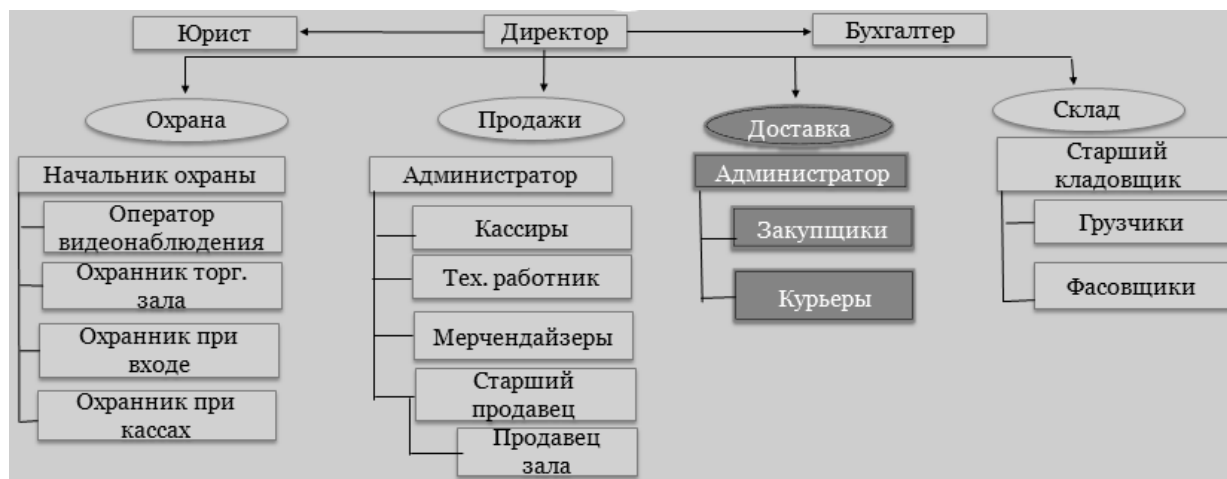 Юрист
Директор
Бухгалтер
Охрана
Продажи
Доставка
Склад
Начальник охраны
Оператор
видеонаблюдения
Охранник торг.
зала
Охранник при
входе
Охранник при
кассах
Администратор
Кассиры
Тех. работник
Мерчендайзеры
Старший
продавец
Продавец
зала
Администратор
Закупщики
Курьеры
Старший
кладовщик
Грузчики
Фасовщики